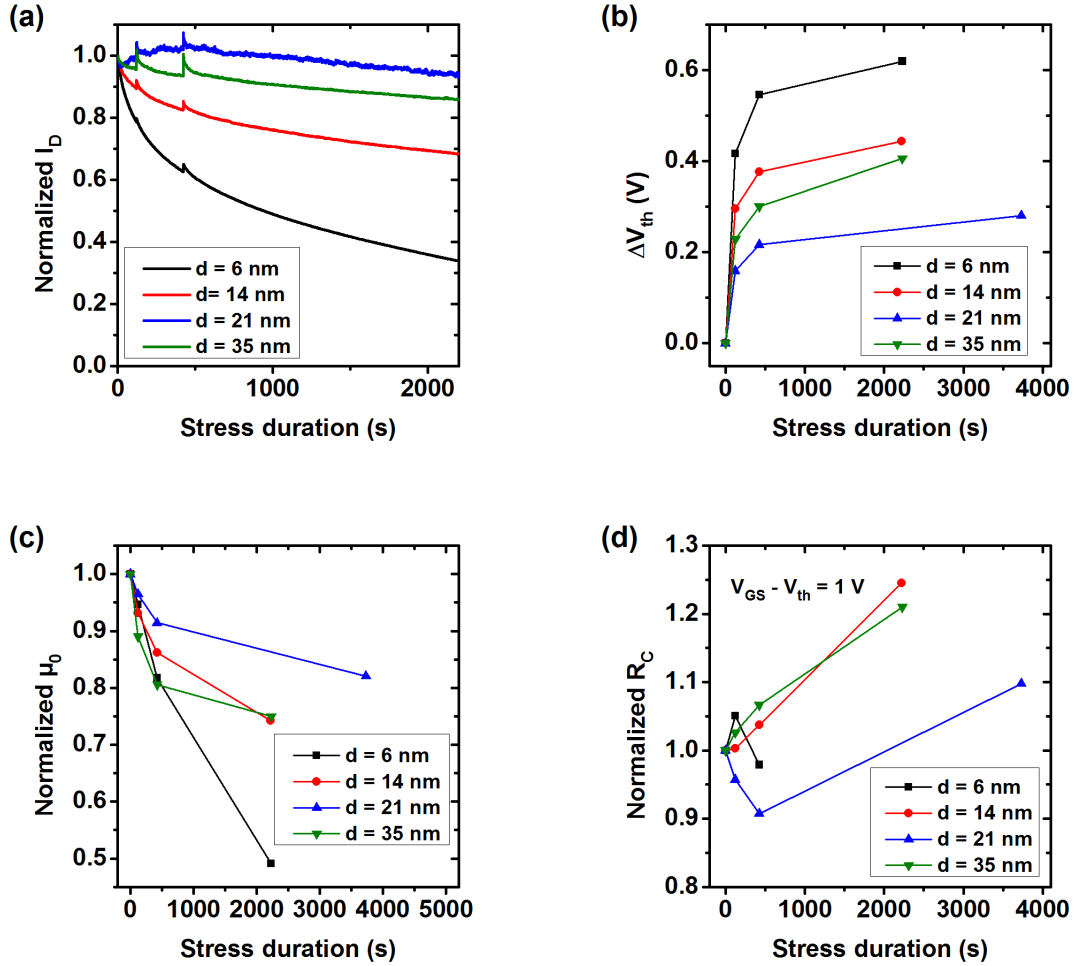 (a)
Normalized I_D
1.0
0.8
0.6
0.4
0.2
0.0
d = 6 nm
d= 14 nm
d = 21 nm
d = 35 nm
0 1000 2000
Stress duration (s)
(b)
ΔV_th (V)
0.6
0.4
0.2
0.0
d = 6 nm
d = 14 nm
d = 21 nm
d = 35 nm
0 1000 2000 3000 4000
Stress duration (s)
(c)
Normalized μ_0
1.0
0.9
0.8
0.7
0.6
0.5
d = 6 nm
d = 14 nm
d = 21 nm
d = 35 nm
0 1000 2000 3000 4000 5000
Stress duration (s)
(d)
Normalized R_C
1.3
1.2
1.1
1.0
0.9
0.8
V_GS - V_th = 1 V
d = 6 nm
d = 14 nm
d = 21 nm
d = 35 nm
0 1000 2000 3000 4000
Stress duration (s)